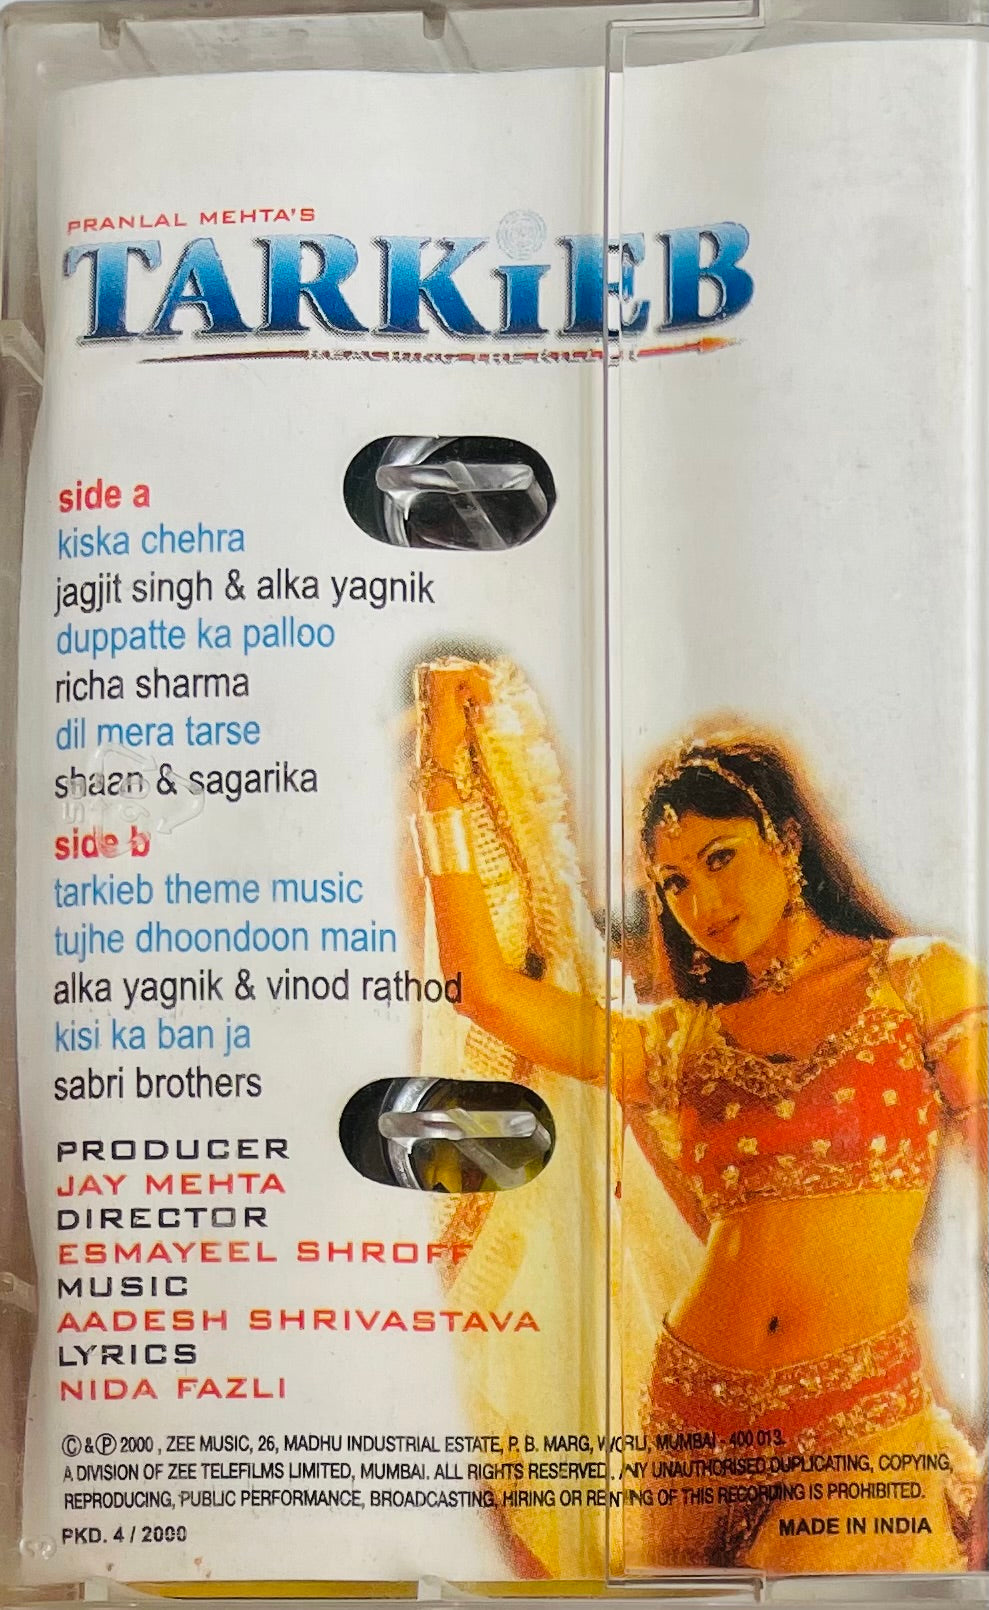 PRANLAL MEHTA'S
TARKiEB
REACHING THE KILLER
side a
kiska chehra
jagjit singh & alka yagnik
duppatte ka palloo
richa sharma
dil mera tarse
shaan & sagarika
side b
tarkieb theme music
tujhe dhoondoon main
alka yagnik & vinod rathod
kisi ka ban ja
sabri brothers
PRODUCER
JAY MEHTA
DIRECTOR
ESMAYEEL SHROFF
MUSIC
AADESH SHRIVASTAVA
LYRICS
NIDA FAZLI
©&℗ 2000 , ZEE MUSIC, 26, MADHU INDUSTRIAL ESTATE, P. B. MARG, WORLI, MUMBAI - 400 013.
A DIVISION OF ZEE TELEFILMS LIMITED, MUMBAI. ALL RIGHTS RESERVED. ANY UNAUTHORISED DUPLICATING, COPYING,
REPRODUCING, PUBLIC PERFORMANCE, BROADCASTING, HIRING OR RENTING OF THIS RECORDING IS PROHIBITED.
PKD. 4 / 2000
MADE IN INDIA